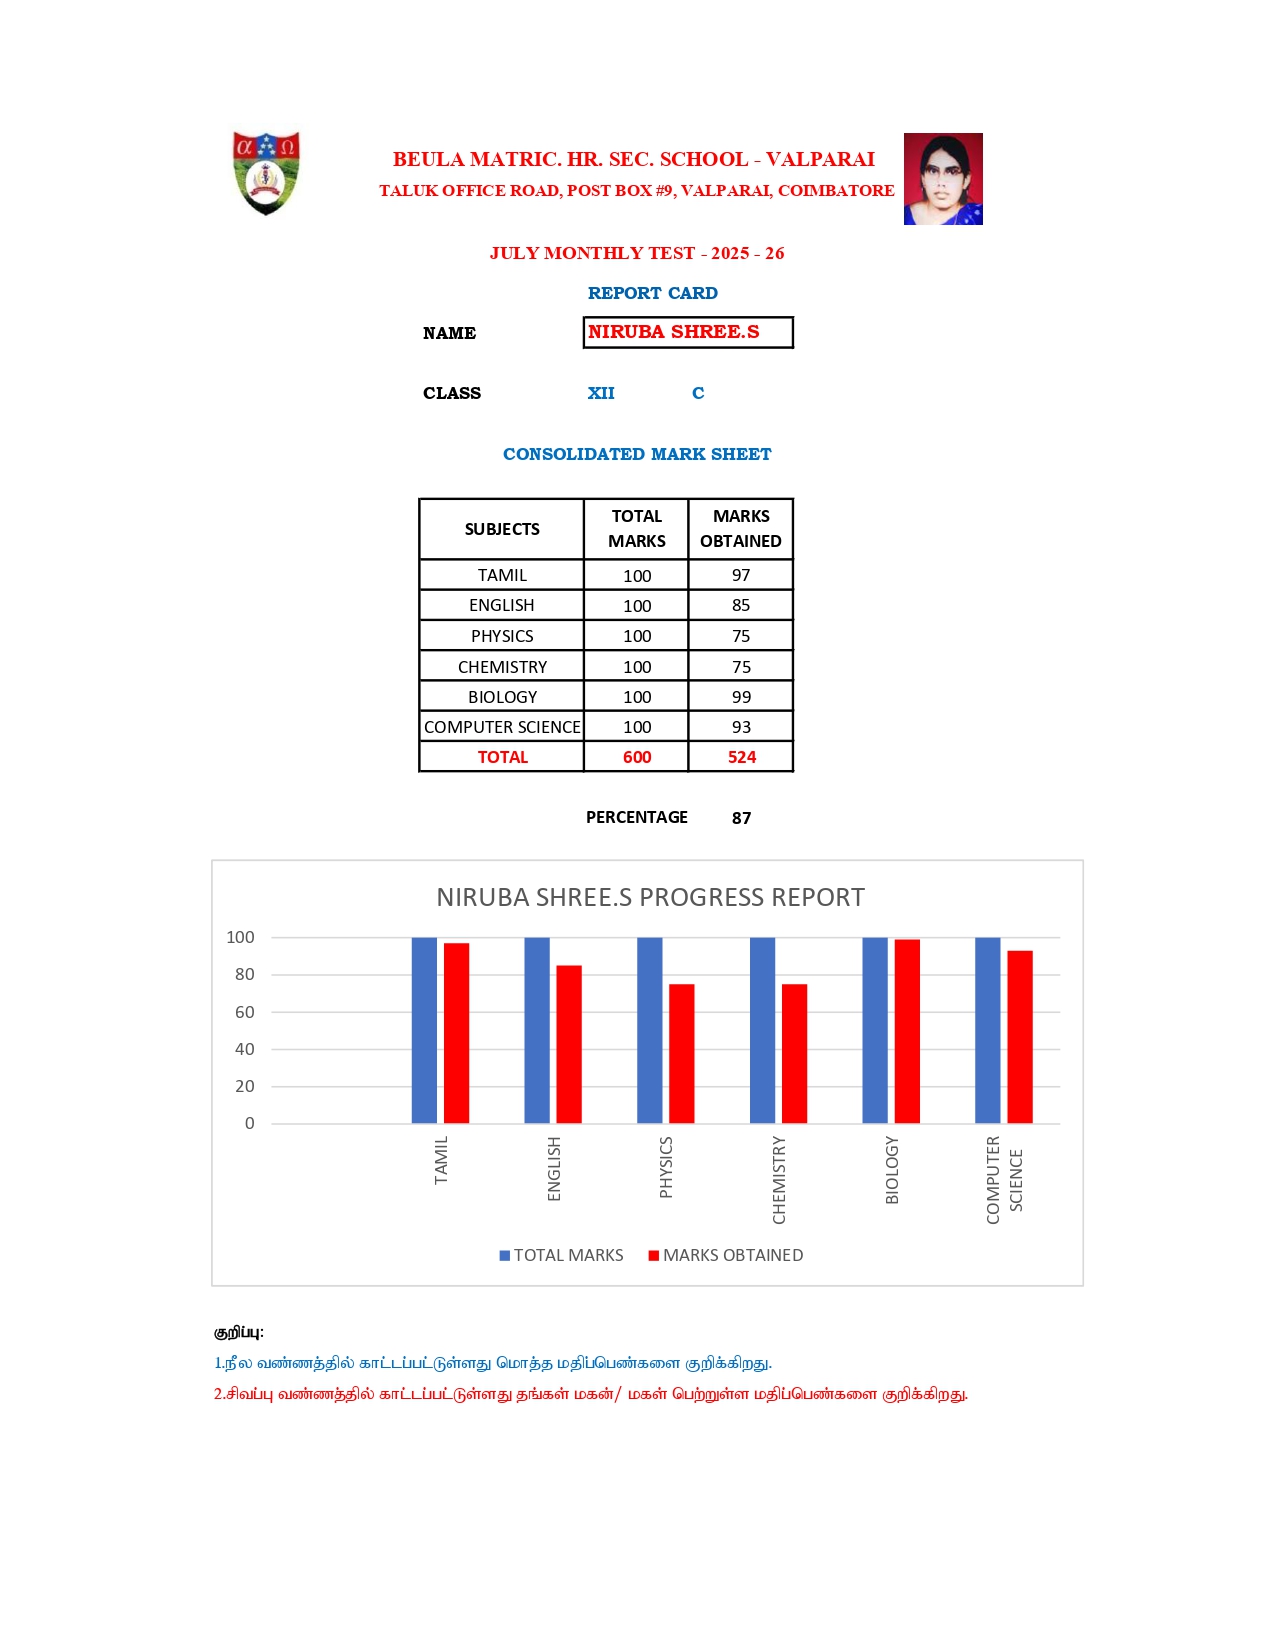 α Ω
BEULA MATRIC. HR. SEC. SCHOOL - VALPARAI
TALUK OFFICE ROAD, POST BOX #9, VALPARAI, COIMBATORE
JULY MONTHLY TEST - 2025 - 26
REPORT CARD
NAME NIRUBA SHREE.S
CLASS XII C
CONSOLIDATED MARK SHEET
SUBJECTS TOTAL MARKS MARKS OBTAINED
TAMIL 100 97
ENGLISH 100 85
PHYSICS 100 75
CHEMISTRY 100 75
BIOLOGY 100 99
COMPUTER SCIENCE 100 93
TOTAL 600 524
PERCENTAGE 87
NIRUBA SHREE.S PROGRESS REPORT
100
80
60
40
20
0
TAMIL
ENGLISH
PHYSICS
CHEMISTRY
BIOLOGY
COMPUTER SCIENCE
TOTAL MARKS MARKS OBTAINED
குறிப்பு:
1.நீல வண்ணத்தில் காட்டப்பட்டுள்ளது மொத்த மதிப்பெண்களை குறிக்கிறது.
2.சிவப்பு வண்ணத்தில் காட்டப்பட்டுள்ளது தங்கள் மகன்/ மகள் பெற்றுள்ள மதிப்பெண்களை குறிக்கிறது.